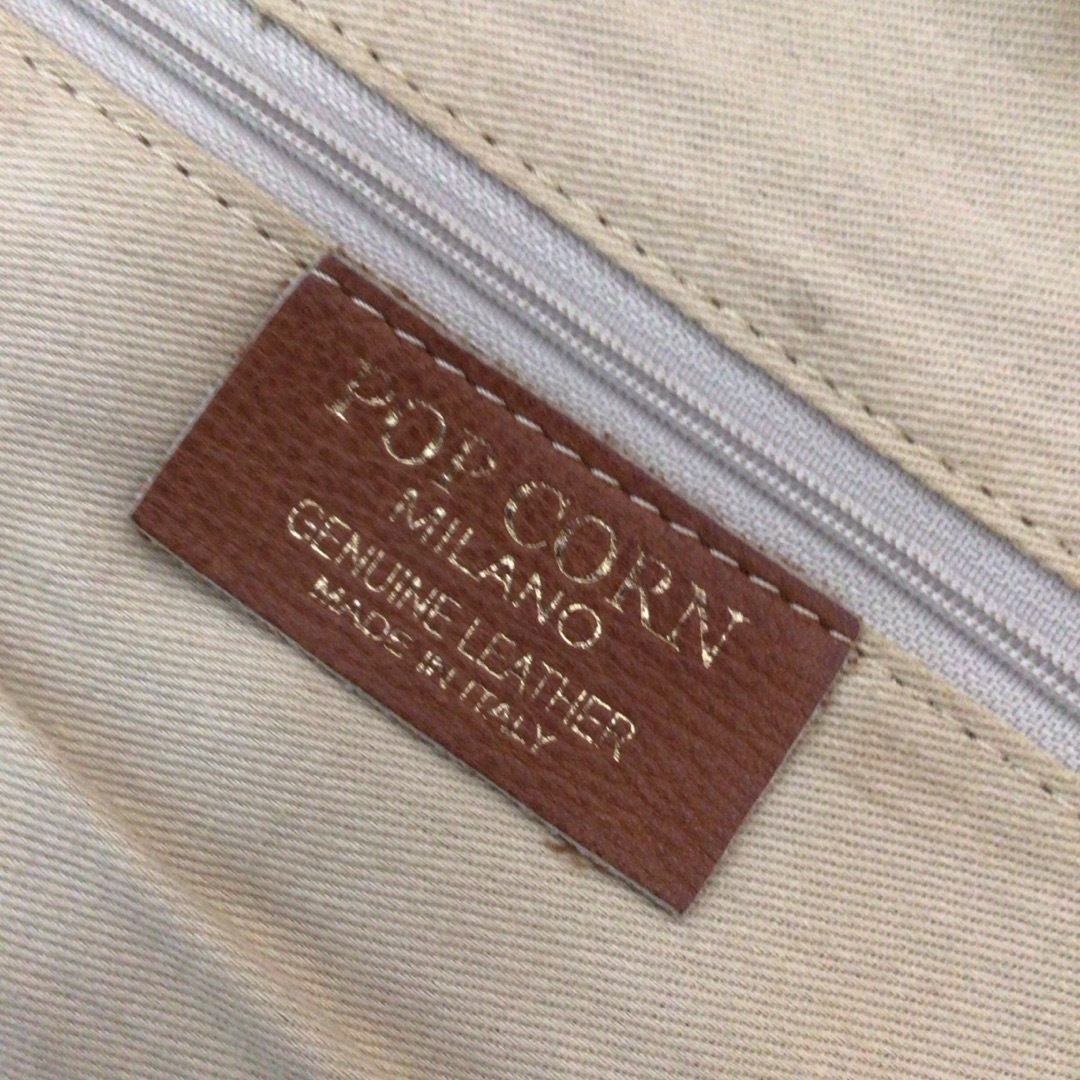 POP CORN
MILANO
GENUINE LEATHER
MADE IN ITALY